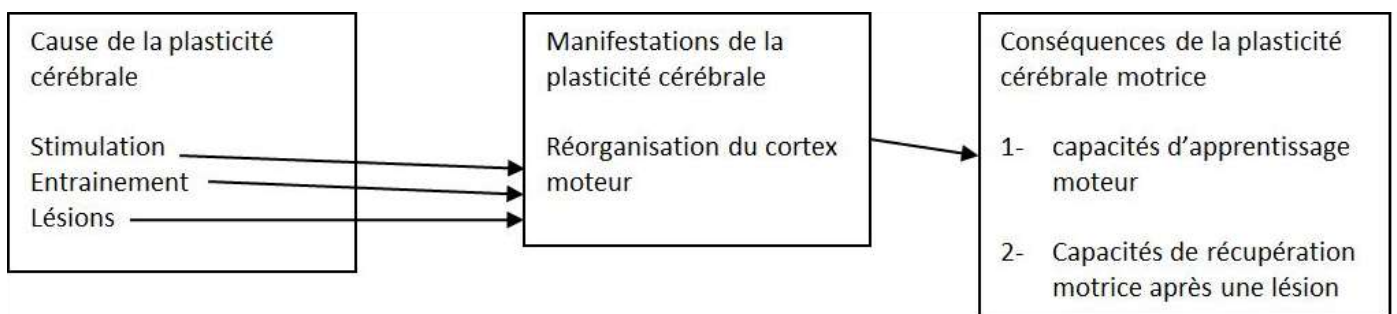 Cause de la plasticité
cérébrale
Stimulation
Entrainement
Lésions
Manifestations de la
plasticité cérébrale
Réorganisation du cortex
moteur
Conséquences de la plasticité
cérébrale motrice
1- capacités d'apprentissage
moteur
2- Capacités de récupération
motrice après une lésion